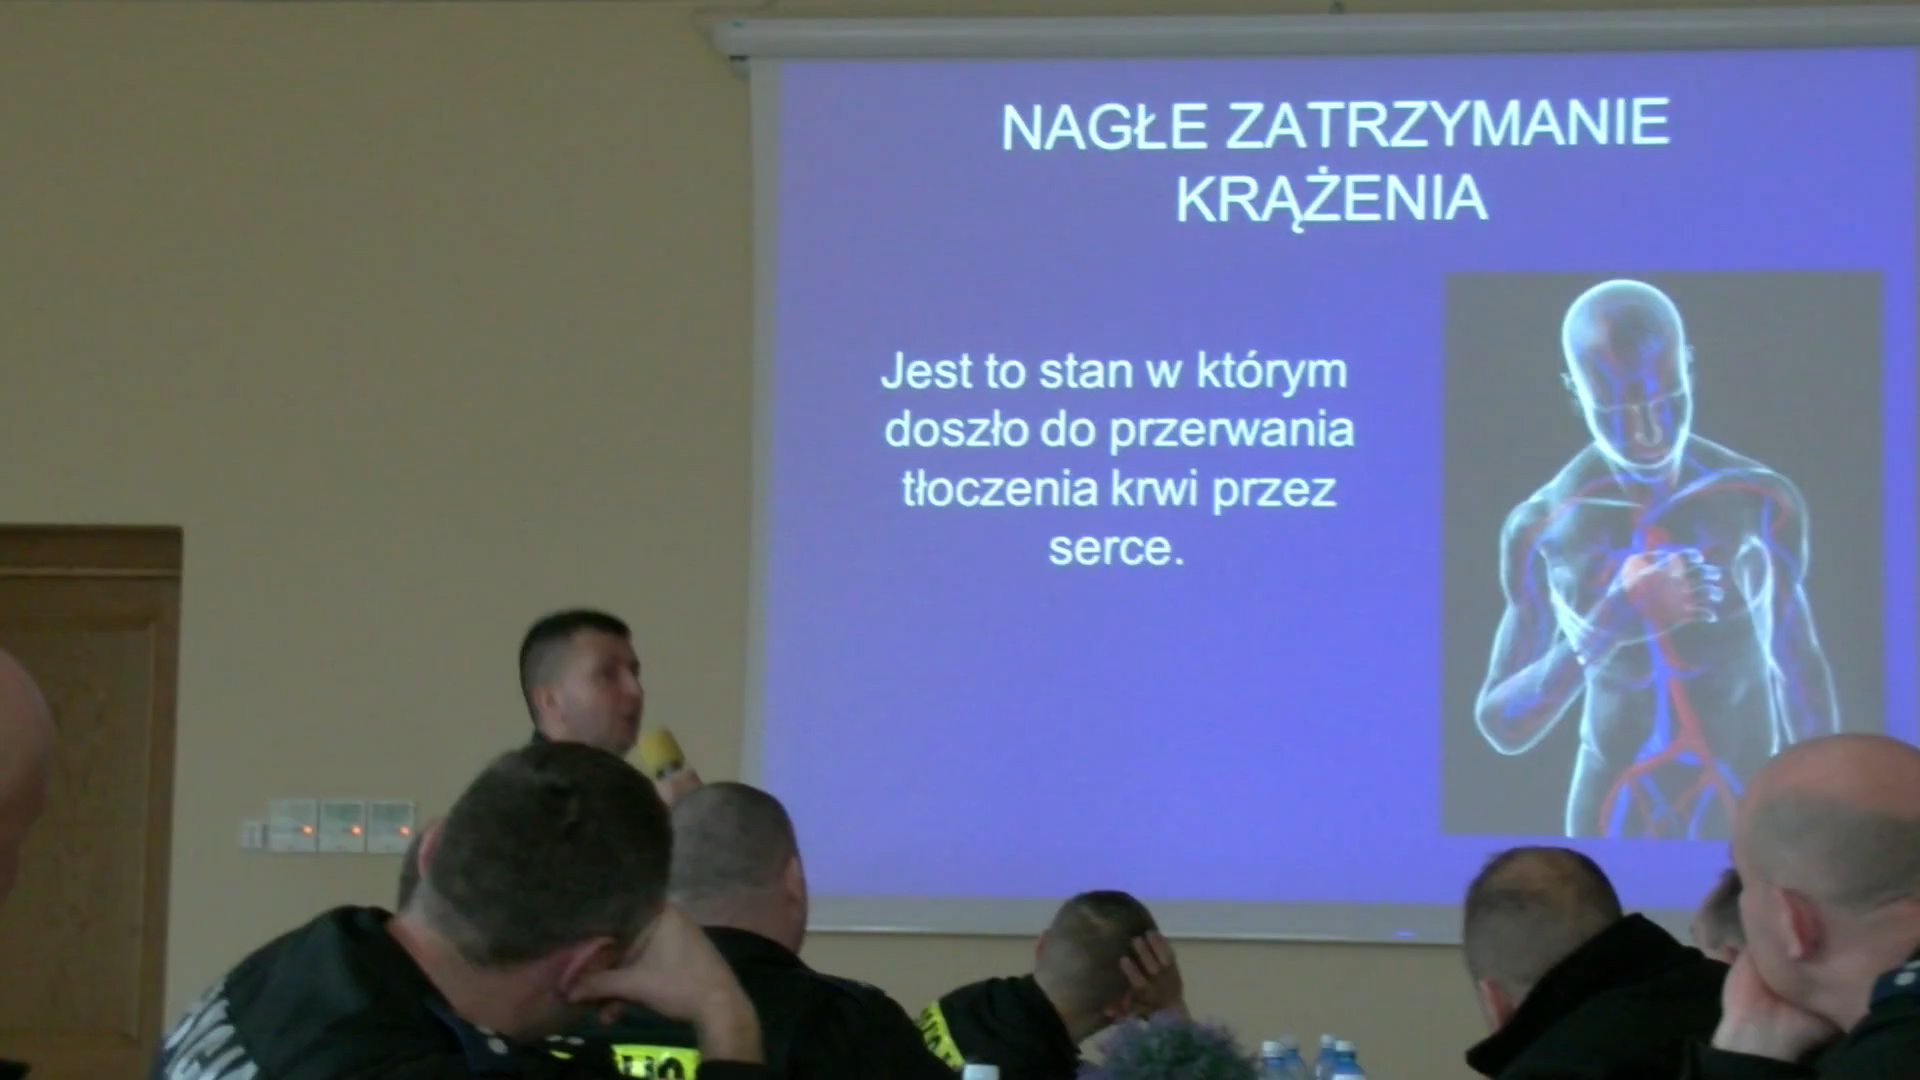 NAGŁE ZATRZYMANIE
KRĄŻENIA
Jest to stan w którym
doszło do przerwania
tłoczenia krwi przez
serce.